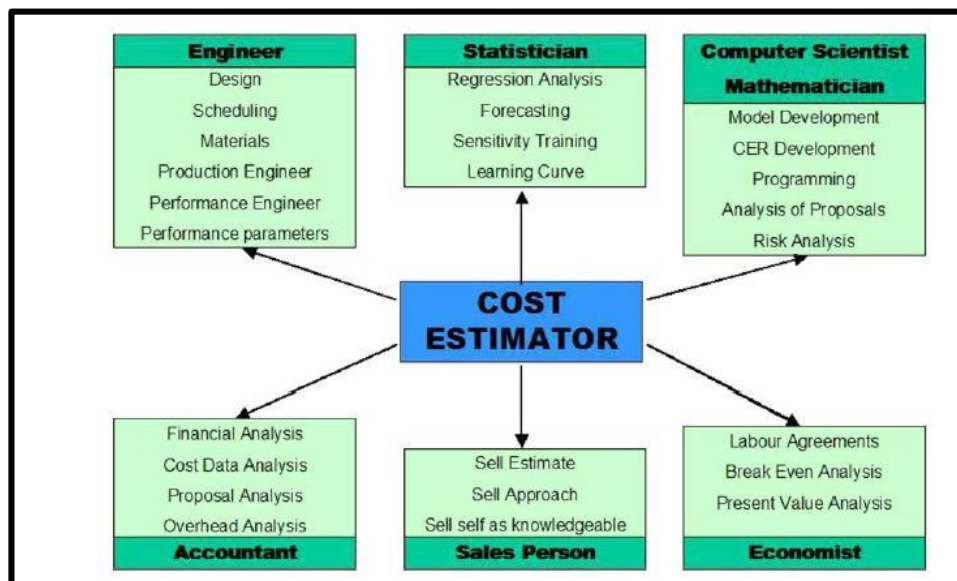 Engineer
Design
Scheduling
Materials
Production Engineer
Performance Engineer
Performance parameters
Statistician
Regression Analysis
Forecasting
Sensitivity Training
Learning Curve
Computer Scientist
Mathematician
Model Development
CER Development
Programming
Analysis of Proposals
Risk Analysis
COST
ESTIMATOR
Financial Analysis
Cost Data Analysis
Proposal Analysis
Overhead Analysis
Accountant
Sell Estimate
Sell Approach
Sell self as knowledgeable
Sales Person
Labour Agreements
Break Even Analysis
Present Value Analysis
Economist